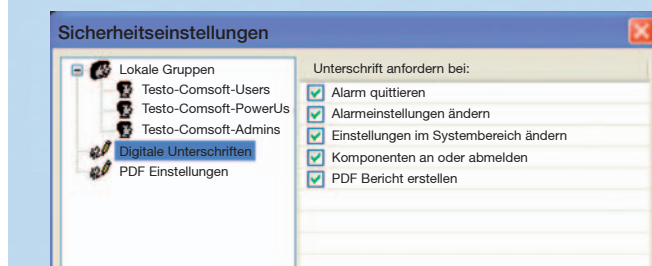 Sicherheitseinstellungen
Lokale Gruppen
Testo-Comsoft-Users
Testo-Comsoft-PowerUs
Testo-Comsoft-Admins
Digitale Unterschriften
PDF Einstellungen
Unterschrift anfordern bei:
Alarm quittieren
Alarmeinstellungen ändern
Einstellungen im Systembereich ändern
Komponenten an oder abmelden
PDF Bericht erstellen